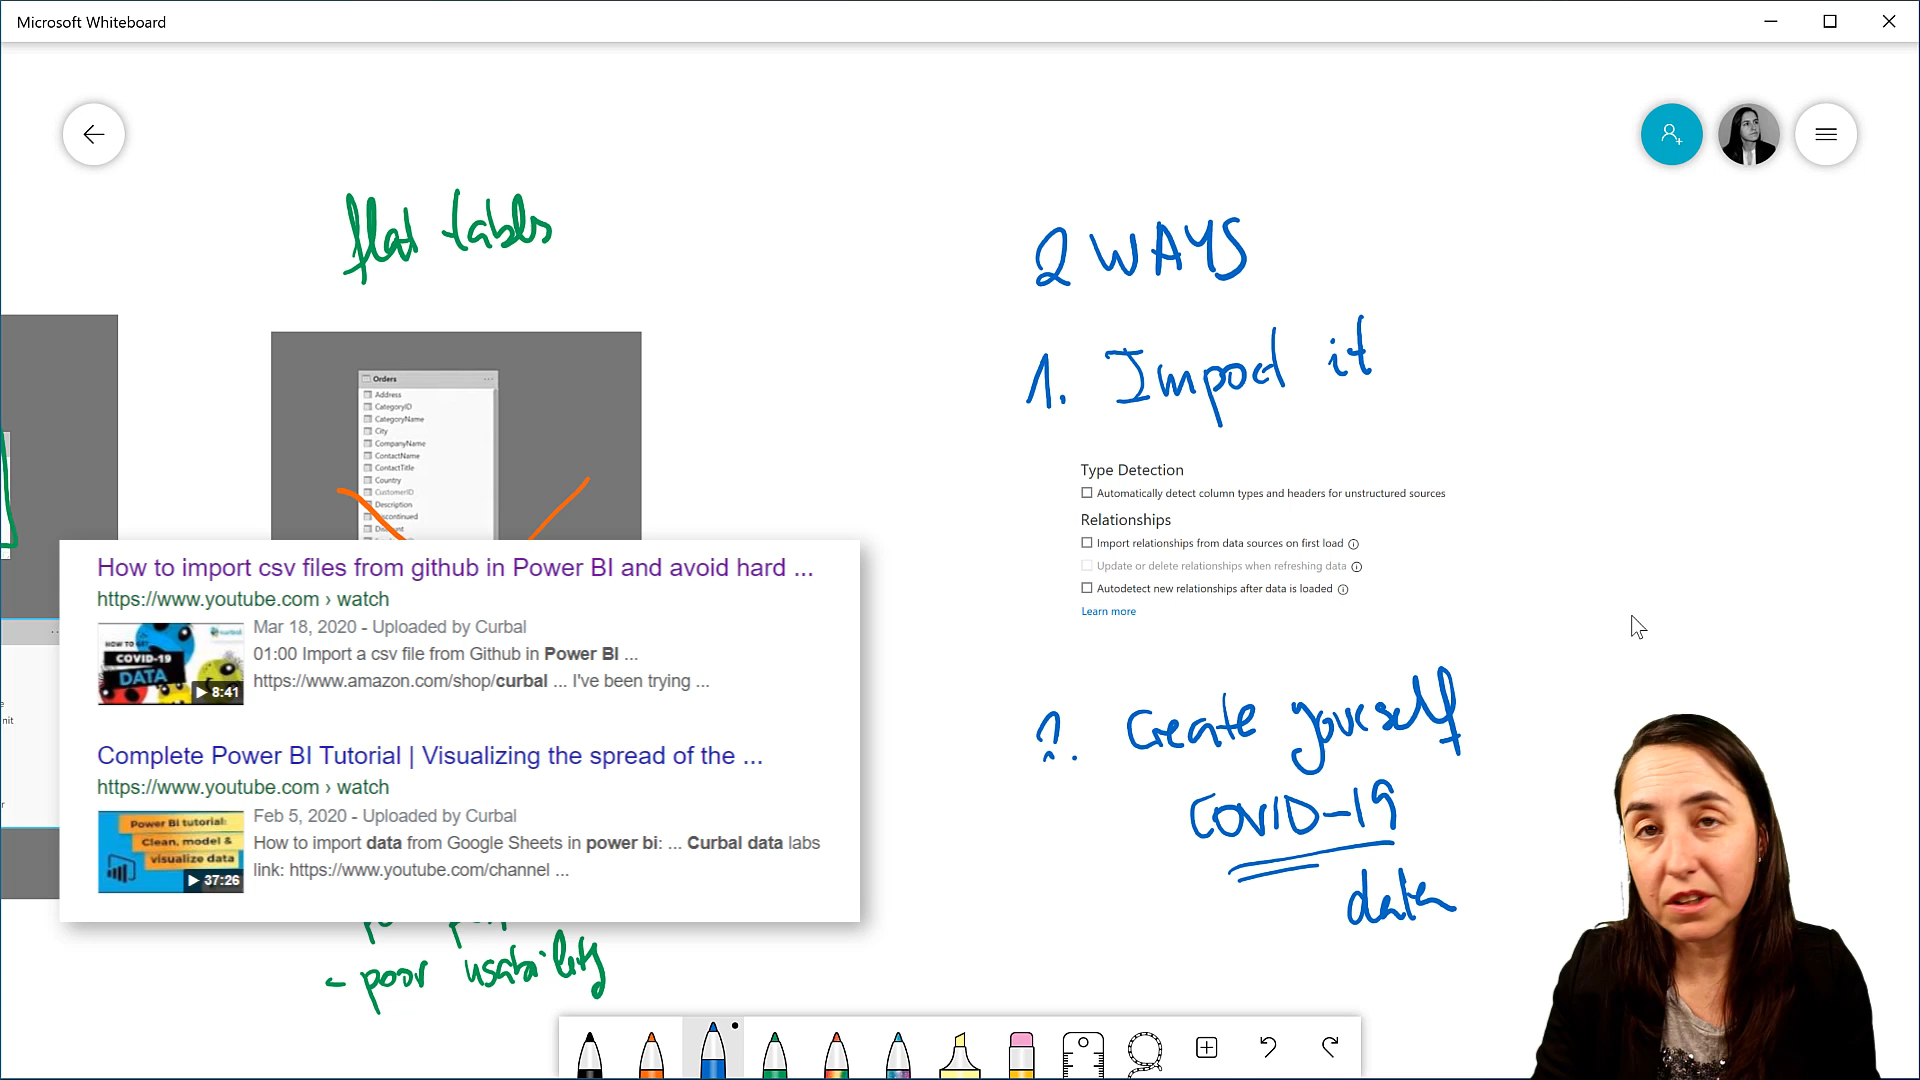 Microsoft Whiteboard
flat tables
Orders
Address
CategoryID
CategoryName
City
CompanyName
ContactName
ContactTitle
Country
CustomerID
Description
Discontinued
Discount
How to import csv files from github in Power BI and avoid hard ...
https://www.youtube.com › watch
HOW TO GET
COVID-19
DATA
curbal
8:41
Mar 18, 2020 - Uploaded by Curbal
01:00 Import a csv file from Github in Power BI ...
https://www.amazon.com/shop/curbal ... I've been trying ...
Complete Power BI Tutorial | Visualizing the spread of the ...
https://www.youtube.com › watch
Power BI tutorial:
Clean, model &
visualize data
37:26
Feb 5, 2020 - Uploaded by Curbal
How to import data from Google Sheets in power bi: ... Curbal data labs
link: https://www.youtube.com/channel ...
- poor usability
2 WAYS
1. Import it
Type Detection
Automatically detect column types and headers for unstructured sources
Relationships
Import relationships from data sources on first load
Update or delete relationships when refreshing data
Autodetect new relationships after data is loaded
Learn more
2. Create yourself
COVID-19
data